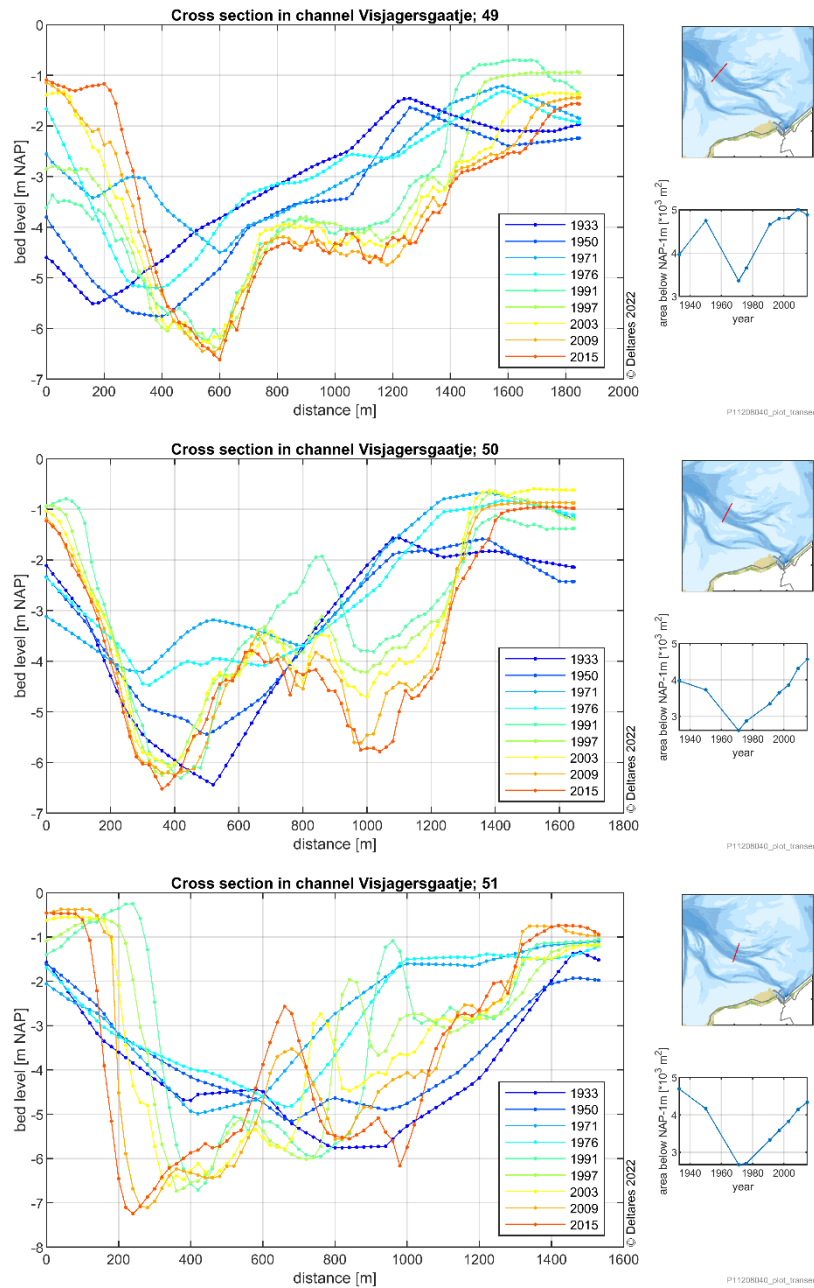 Cross section in channel Visjagersgaatje; 49
0
-1
-2
-3
-4
-5
-6
-7
bed level [m NAP]
0 200 400 600 800 1000 1200 1400 1600 1800 2000
distance [m]
1933
1950
1971
1976
1991
1997
2003
2009
2015
© Deltares 2022
area below NAP-1m [*10³ m²]
5
4
3
1940 1960 1980 2000
year
P11208040_plot_transe
Cross section in channel Visjagersgaatje; 50
0
-1
-2
-3
-4
-5
-6
-7
bed level [m NAP]
0 200 400 600 800 1000 1200 1400 1600 1800
distance [m]
1933
1950
1971
1976
1991
1997
2003
2009
2015
© Deltares 2022
area below NAP-1m [*10³ m²]
5
4
3
1940 1960 1980 2000
year
P11208040_plot_transe
Cross section in channel Visjagersgaatje; 51
0
-1
-2
-3
-4
-5
-6
-7
-8
bed level [m NAP]
0 200 400 600 800 1000 1200 1400 1600
distance [m]
1933
1950
1971
1976
1991
1997
2003
2009
2015
© Deltares 2022
area below NAP-1m [*10³ m²]
5
4
3
1940 1960 1980 2000
year
P11208040_plot_transe